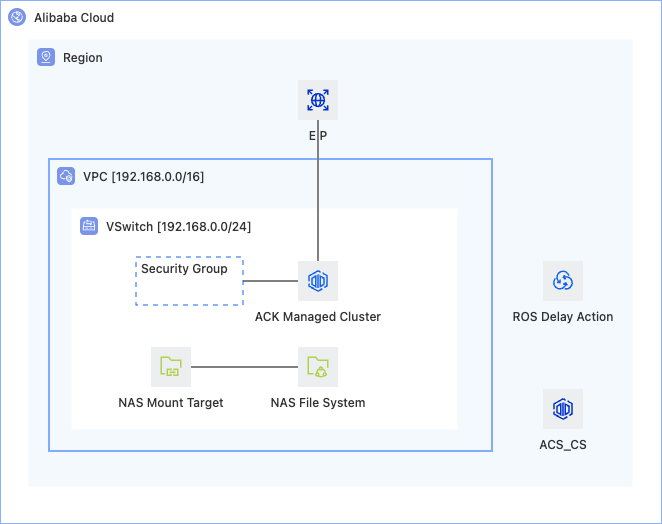 Alibaba Cloud
Region
EIP
VPC [192.168.0.0/16]
VSwitch [192.168.0.0/24]
Security Group
ACK Managed Cluster
ROS Delay Action
NAS Mount Target
NAS File System
ACS_CS